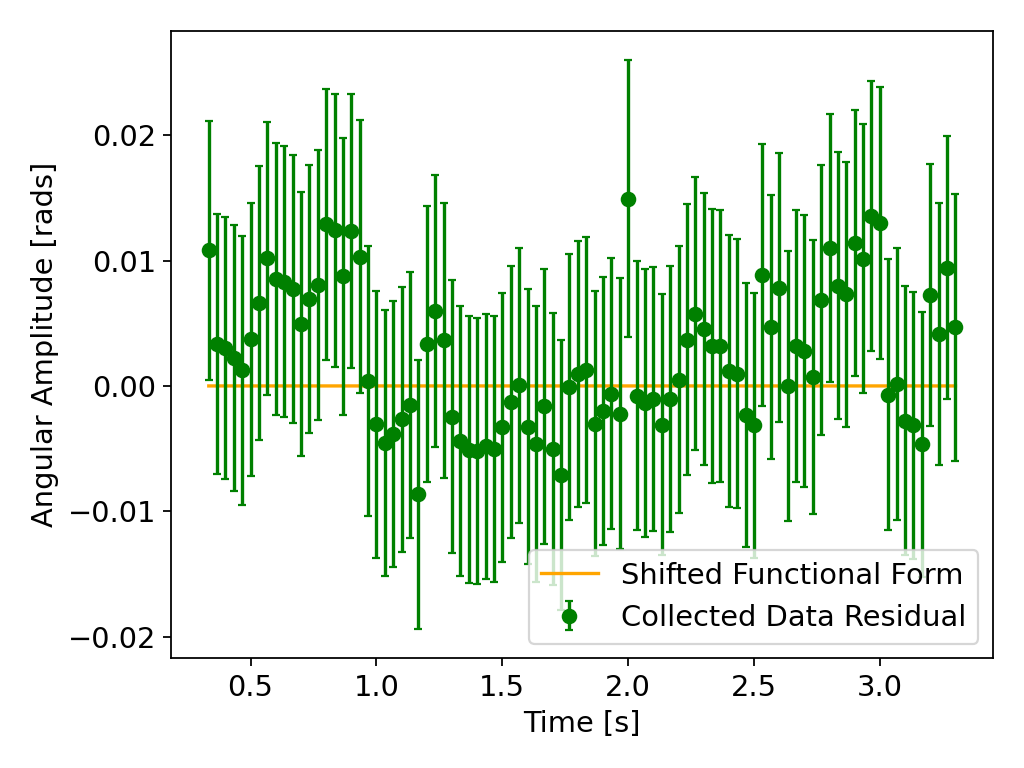 Angular Amplitude [rads]
0.02
0.01
0.00
−0.01
−0.02
Shifted Functional Form
Collected Data Residual
0.5 1.0 1.5 2.0 2.5 3.0
Time [s]